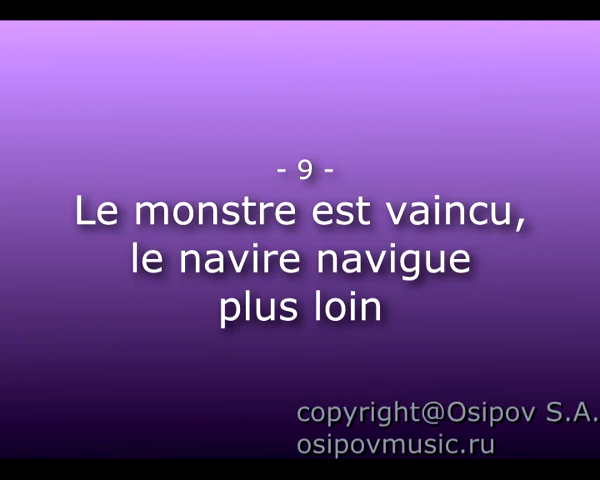 - 9 -
Le monstre est vaincu,
le navire navigue
plus loin
copyright@Osipov S.A.
osipovmusic.ru